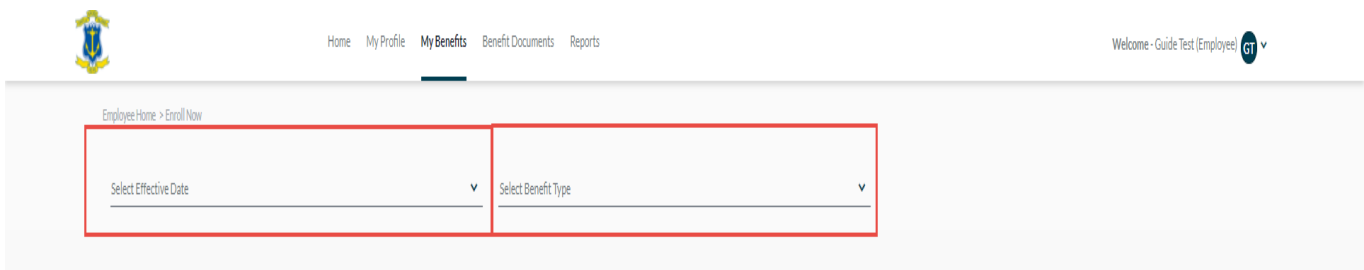 Home My Profile My Benefits Benefit Documents Reports
Welcome - Guide Test (Employee) GT
Employee Home > Enroll Now
Select Effective Date
Select Benefit Type